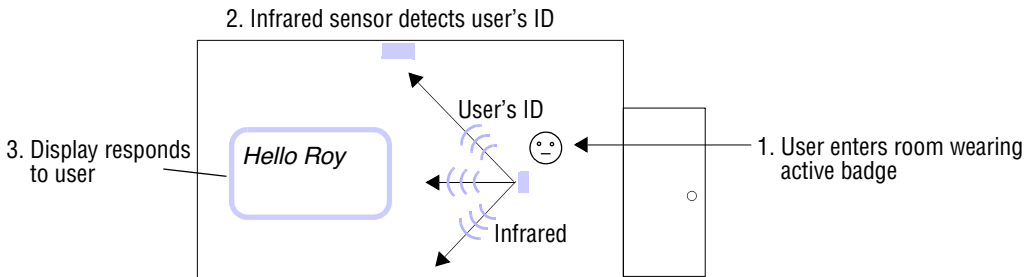 2. Infrared sensor detects user's ID
User's ID
3. Display responds
to user
Hello Roy
1. User enters room wearing
active badge
Infrared